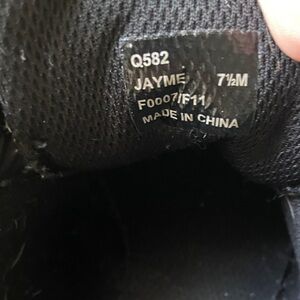 Q582
JAYME 7½M
F0007/F11
MADE IN CHINA